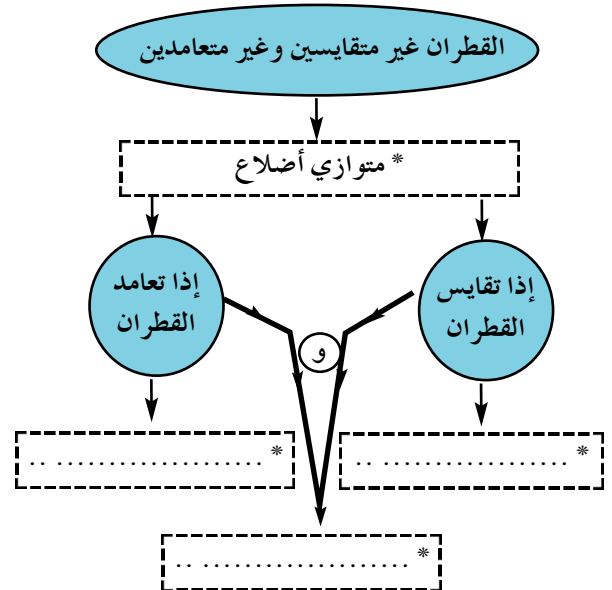 القطران غير متقايسين وغير متعامدين
* متوازي أضلاع
إذا تقايس
القطران
إذا تعامد
القطران
و
* .................. ..
* .................... ..
* .................... ..